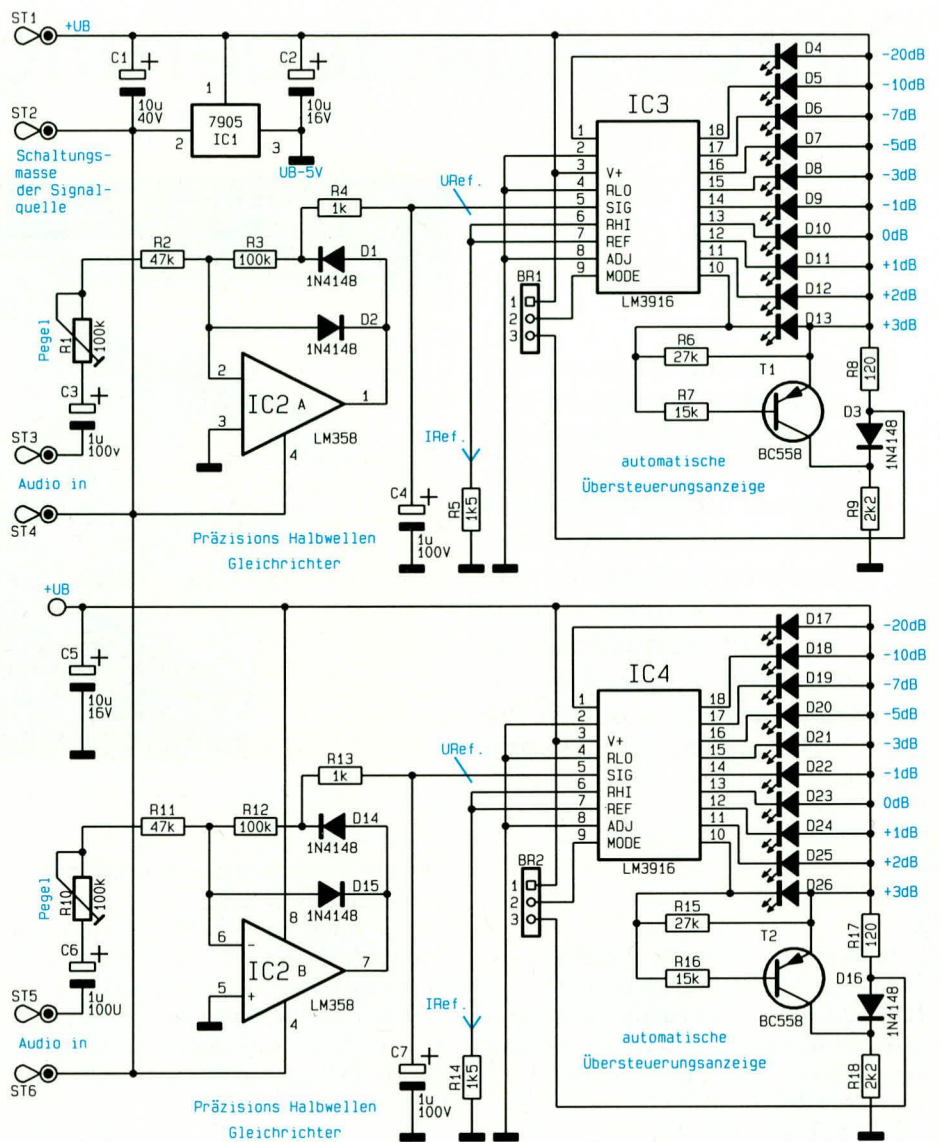 ST1
+UB
C1
+
10u
40V
1
7905
IC1
2
3
C2
+
10u
16V
UB-5V
ST2
Schaltungs-
masse
der Signal-
quelle
R4
1k
URef.
R2
47k
R3
100k
D1
1N4148
D2
1N4148
Pegel
R1
100k
C3
+
1u
100v
2
3
IC2 A
1
LM358
4
ST3
Audio in
ST4
Präzisions Halbwellen
Gleichrichter
C4
+
1u
100V
IRef.
R5
1k5
BR1
1
2
3
IC3
1
2
3 V+
4 RLO
5 SIG
6 RHI
7 REF
8 ADJ
9 MODE
18
17
16
15
14
13
12
11
10
LM3916
D4 -20dB
D5 -10dB
D6 -7dB
D7 -5dB
D8 -3dB
D9 -1dB
D10 0dB
D11 +1dB
D12 +2dB
D13 +3dB
R6
27k
R7
15k
T1
BC558
R8
120
D3
1N4148
R9
2k2
automatische
Übersteuerungsanzeige
+UB
C5
+
10u
16V
R13
1k
URef.
R11
47k
R12
100k
D14
1N4148
D15
1N4148
Pegel
R10
100k
C6
+
1u
100U
8
6 -
5 +
IC2 B
7
LM358
4
ST5
Audio in
ST6
Präzisions Halbwellen
Gleichrichter
C7
+
1u
100V
IRef.
R14
1k5
BR2
1
2
3
IC4
1
2
3 V+
4 RLO
5 SIG
6 RHI
7 REF
8 ADJ
9 MODE
18
17
16
15
14
13
12
11
10
LM3916
D17 -20dB
D18 -10dB
D19 -7dB
D20 -5dB
D21 -3dB
D22 -1dB
D23 0dB
D24 +1dB
D25 +2dB
D26 +3dB
R15
27k
R16
15k
T2
BC558
R17
120
D16
1N4148
R18
2k2
automatische
Übersteuerungsanzeige